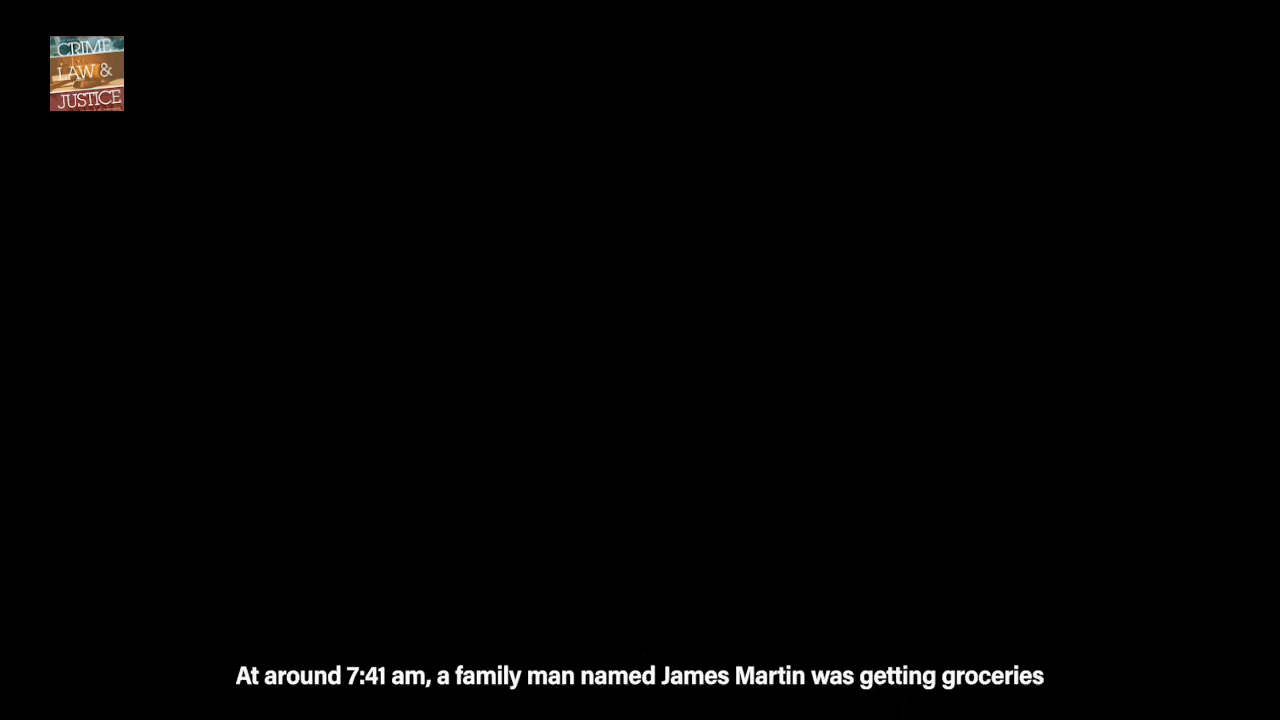 CRIME
LAW &
JUSTICE
At around 7:41 am, a family man named James Martin was getting groceries